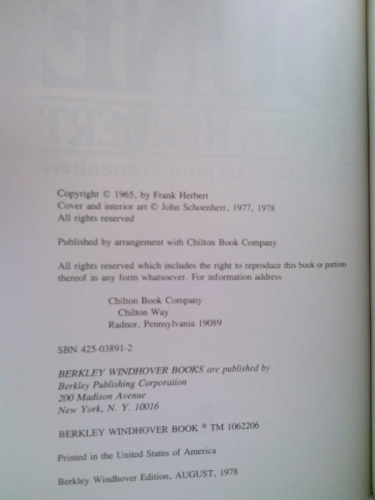 Copyright © 1965, by Frank Herbert
Cover and interior art © John Schoenherr, 1977, 1978
All rights reserved
Published by arrangement with Chilton Book Company
All rights reserved which includes the right to reproduce this book or portions
thereof in any form whatsoever. For information address
Chilton Book Company
Chilton Way
Radnor, Pennsylvania 19089
SBN 425-03891-2
BERKLEY WINDHOVER BOOKS are published by
Berkley Publishing Corporation
200 Madison Avenue
New York, N. Y. 10016
BERKLEY WINDHOVER BOOK ® TM 1062206
Printed in the United States of America
Berkley Windhover Edition, AUGUST, 1978